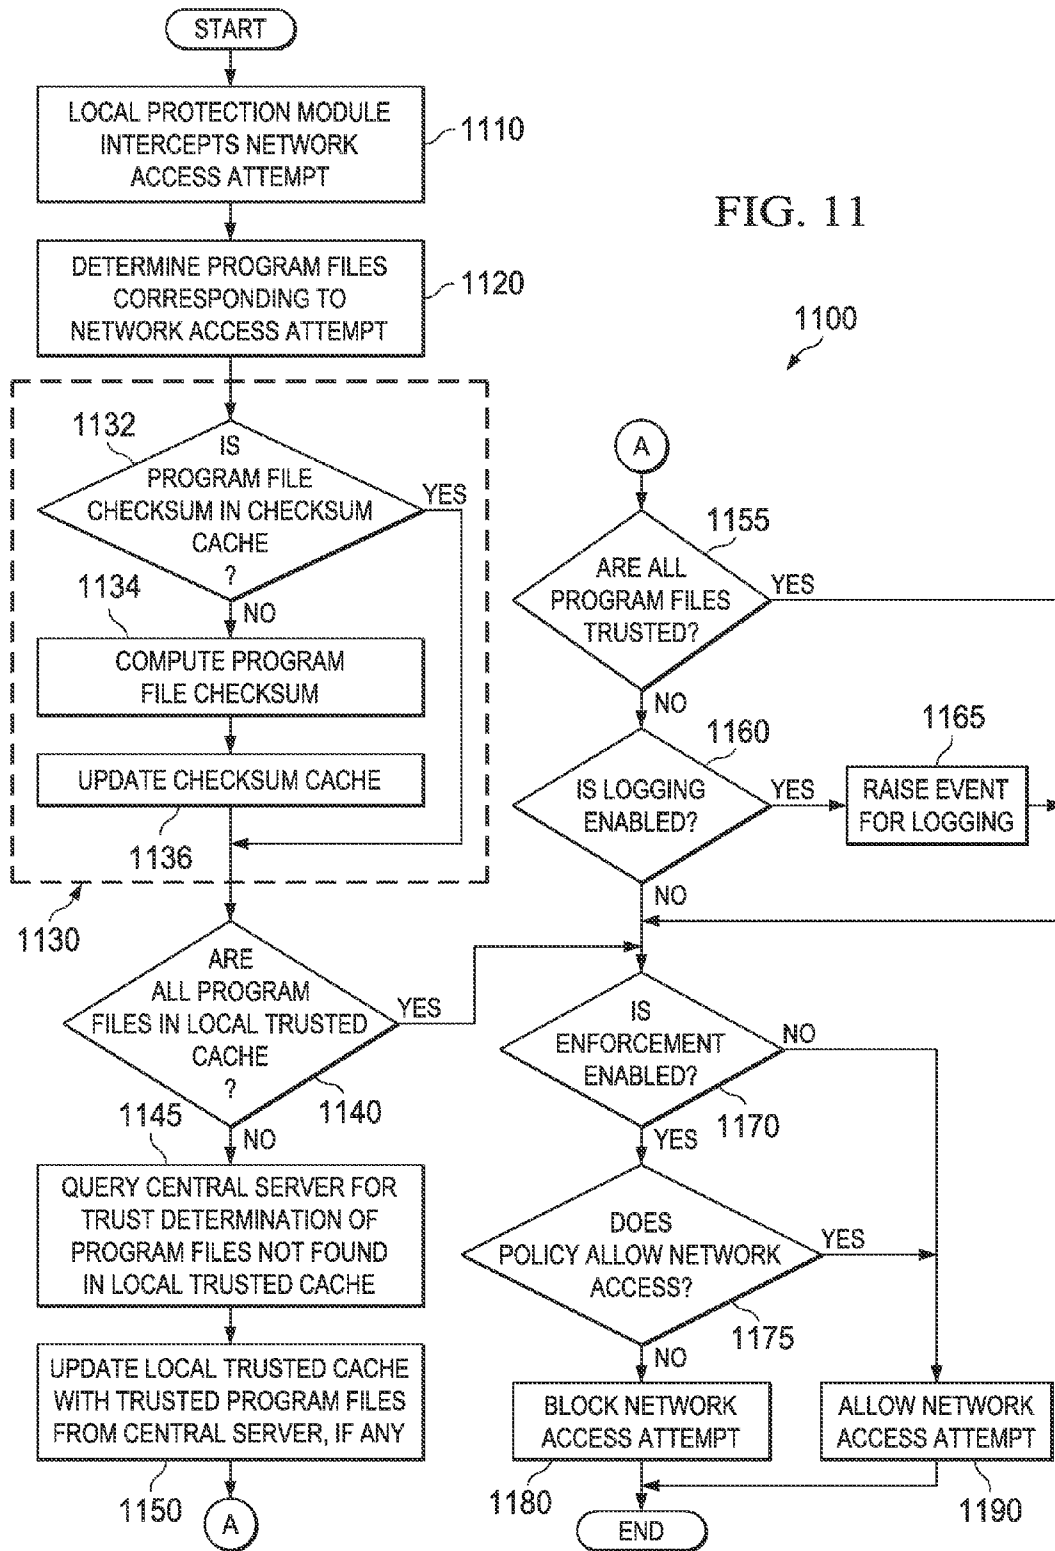 START
LOCAL PROTECTION MODULE
INTERCEPTS NETWORK
ACCESS ATTEMPT
1110
DETERMINE PROGRAM FILES
CORRESPONDING TO
NETWORK ACCESS ATTEMPT
1120
1132
IS
PROGRAM FILE
CHECKSUM IN CHECKSUM
CACHE
?
YES
1134
NO
COMPUTE PROGRAM
FILE CHECKSUM
UPDATE CHECKSUM CACHE
1136
1130
ARE
ALL PROGRAM
FILES IN LOCAL TRUSTED
CACHE
?
YES
1140
1145
NO
QUERY CENTRAL SERVER FOR
TRUST DETERMINATION OF
PROGRAM FILES NOT FOUND
IN LOCAL TRUSTED CACHE
UPDATE LOCAL TRUSTED CACHE
WITH TRUSTED PROGRAM FILES
FROM CENTRAL SERVER, IF ANY
1150
A
FIG. 11
1100
A
1155
ARE ALL
PROGRAM FILES
TRUSTED?
YES
NO
1160
IS LOGGING
ENABLED?
YES
1165
RAISE EVENT
FOR LOGGING
NO
IS
ENFORCEMENT
ENABLED?
NO
1170
YES
DOES
POLICY ALLOW NETWORK
ACCESS?
YES
1175
NO
BLOCK NETWORK
ACCESS ATTEMPT
1180
ALLOW NETWORK
ACCESS ATTEMPT
1190
END